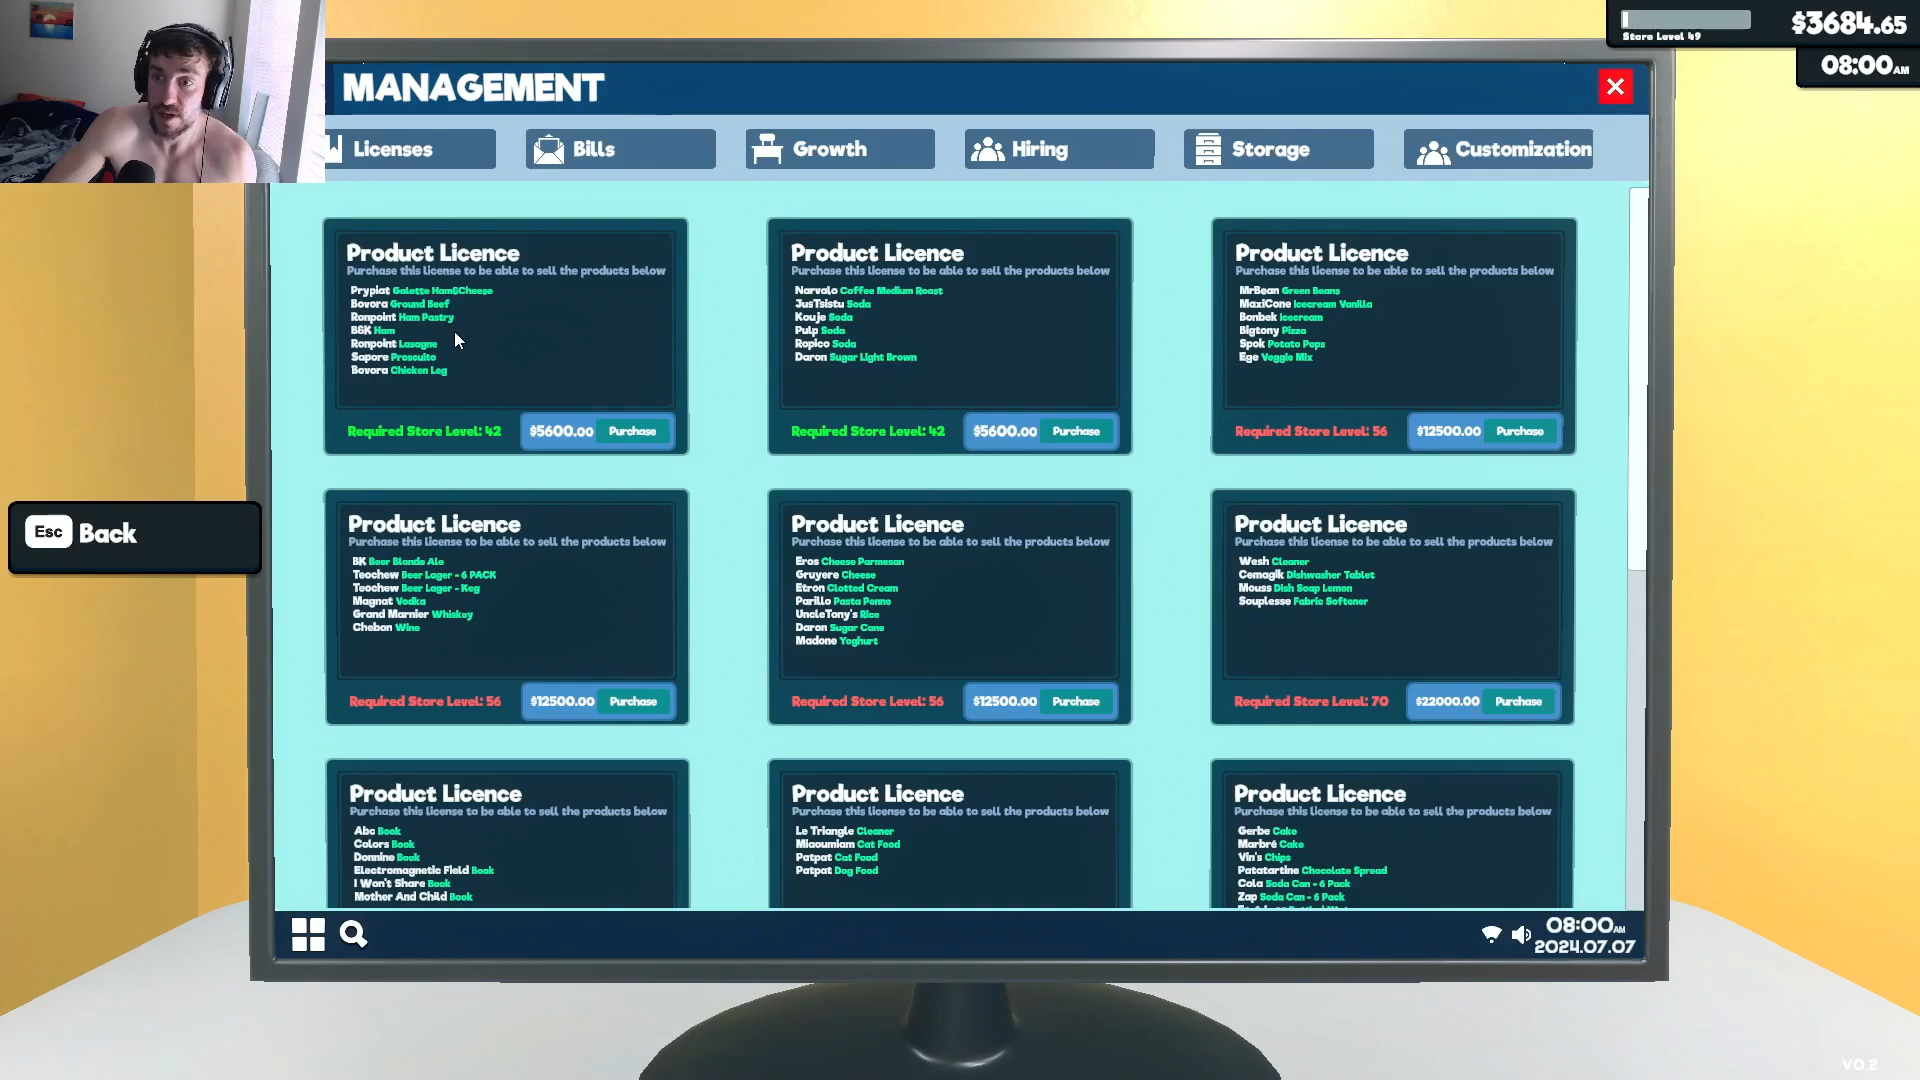 $3684.65
Store Level 49
08:00AM
MANAGEMENT
Licenses
Bills
Growth
Hiring
Storage
Customization
Product Licence
Purchase this license to be able to sell the products below
Prypiat Galette Ham&Cheese
Bovora Ground Beef
Ronpoint Ham Pastry
B&K Ham
Ronpoint Lasagne
Sapore Proscuito
Bovora Chicken Leg
Required Store Level: 42
$5600.00 Purchase
Product Licence
Purchase this license to be able to sell the products below
Narvalo Coffee Medium Roast
JusTsistu Soda
Kouje Soda
Pulp Soda
Ropico Soda
Daron Sugar Light Brown
Required Store Level: 42
$5600.00 Purchase
Product Licence
Purchase this license to be able to sell the products below
MrBean Green Beans
MaxiCone Icecream Vanilla
Bonbek Icecream
Bigtony Pizza
Spok Potato Pops
Ege Veggie Mix
Required Store Level: 56
$12500.00 Purchase
Esc Back
Product Licence
Purchase this license to be able to sell the products below
BK Beer Blonde Ale
Teochew Beer Lager - 6 PACK
Teochew Beer Lager - Keg
Magnat Vodka
Grand Marnier Whiskey
Chebon Wine
Required Store Level: 56
$12500.00 Purchase
Product Licence
Purchase this license to be able to sell the products below
Eros Cheese Parmesan
Gruyere Cheese
Etron Clotted Cream
Parillo Pasta Penne
UncleTony's Rice
Daron Sugar Cane
Madone Yoghurt
Required Store Level: 56
$12500.00 Purchase
Product Licence
Purchase this license to be able to sell the products below
Wesh Cleaner
Cemagik Dishwasher Tablet
Mouss Dish Soap Lemon
Souplesse Fabric Softener
Required Store Level: 70
$22000.00 Purchase
Product Licence
Purchase this license to be able to sell the products below
Abc Book
Colors Book
Donnine Book
Electromagnetic Field Book
I Won't Share Book
Mother And Child Book
Product Licence
Purchase this license to be able to sell the products below
Le Triangle Cleaner
Miaoumiam Cat Food
Patpat Cat Food
Patpat Dog Food
Product Licence
Purchase this license to be able to sell the products below
Gerbe Cake
Marbré Cake
Vin's Chips
Patatartine Chocolate Spread
Cola Soda Can - 6 Pack
Zap Soda Can - 6 Pack
08:00AM
2024.07.07
V0.2